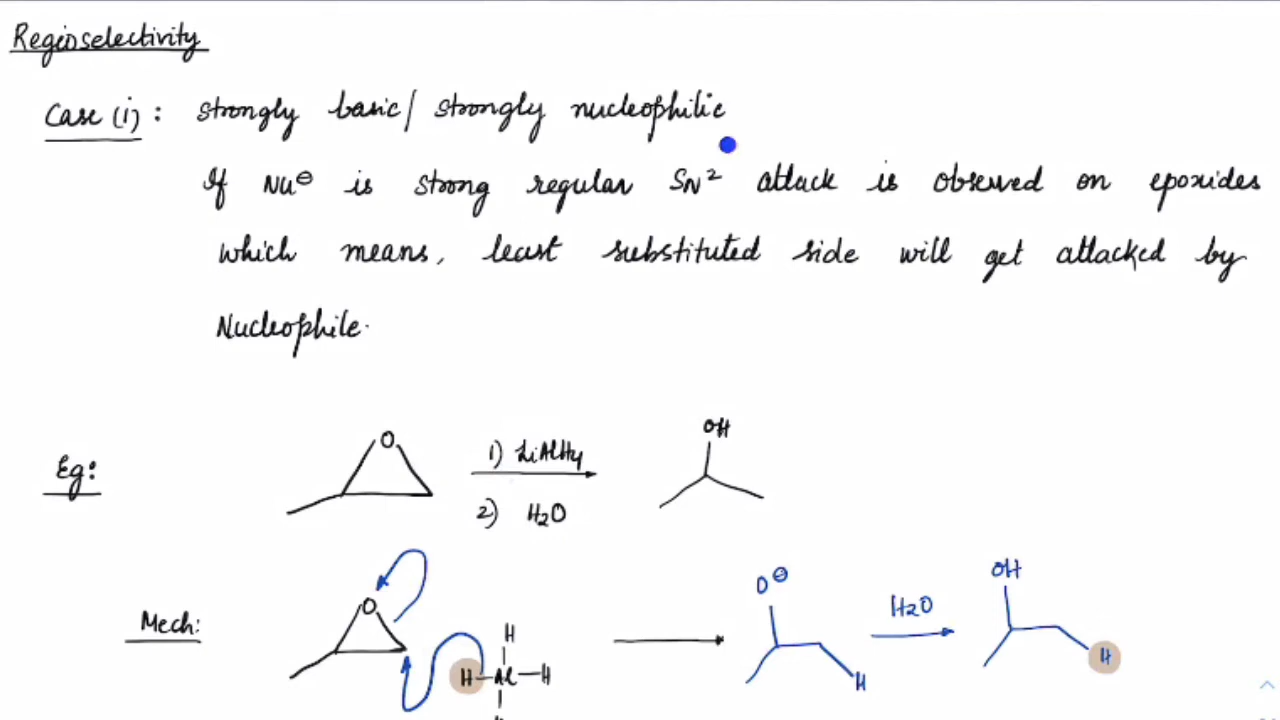 Regioselectivity
Case (i) : strongly basic / strongly nucleophilic
If Nu⊖ is strong regular SN² attack is observed on epoxides
which means, least substituted side will get attacked by
Nucleophile.
Eg:
O
1) LiAlH4
2) H2O
OH
Mech:
O
H
H–Al–H
O⊖
H
H2O
OH
H